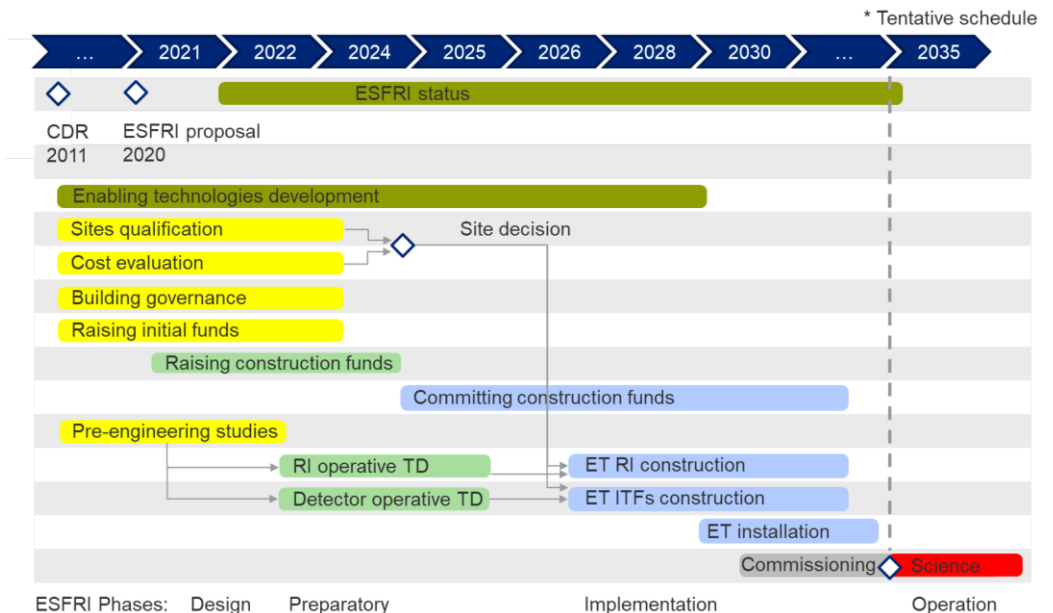 * Tentative schedule
... 2021 2022 2024 2025 2026 2028 2030 ... 2035
ESFRI status
CDR ESFRI proposal
2011 2020
Enabling technologies development
Sites qualification Site decision
Cost evaluation
Building governance
Raising initial funds
Raising construction funds
Committing construction funds
Pre-engineering studies
RI operative TD ET RI construction
Detector operative TD ET ITFs construction
ET installation
Commissioning Science
ESFRI Phases: Design Preparatory Implementation Operation